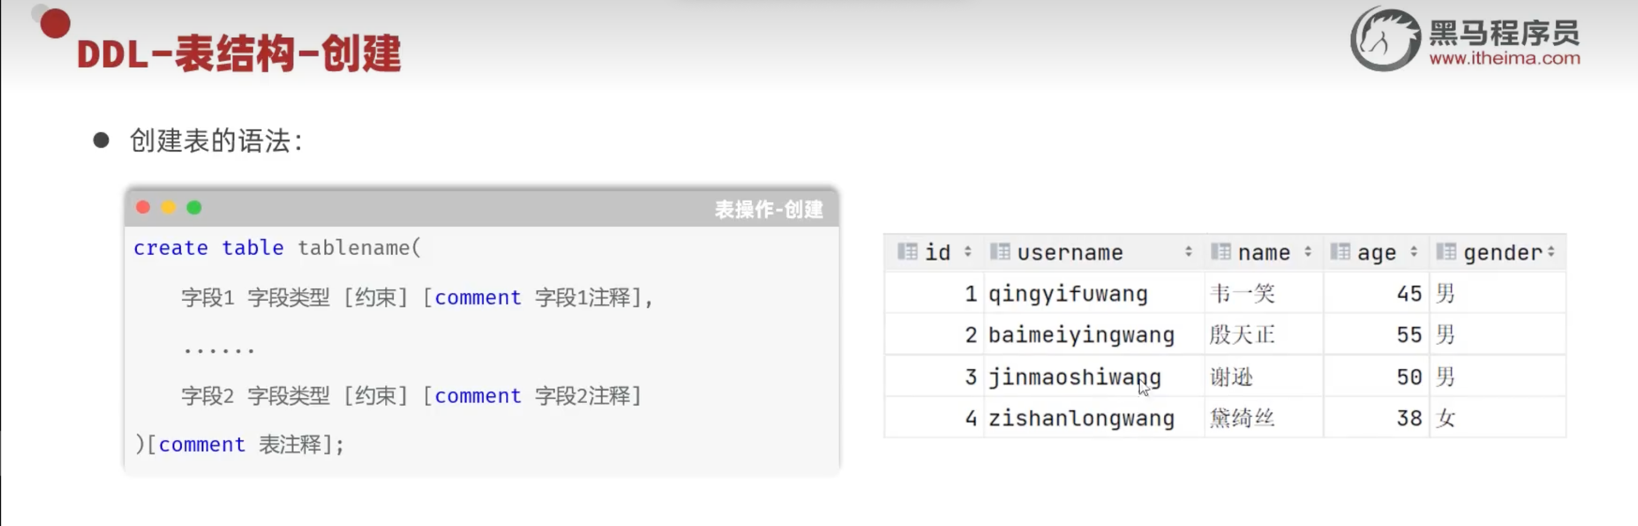 DDL-表结构-创建
黑马程序员
www.itheima.com
● 创建表的语法：
表操作-创建
create table tablename(
字段1 字段类型 [约束] [comment 字段1注释],
......
字段2 字段类型 [约束] [comment 字段2注释]
)[comment 表注释];
id username name age gender
1 qingyifuwang 韦一笑 45 男
2 baimeiyingwang 殷天正 55 男
3 jinmaoshiwang 谢逊 50 男
4 zishanlongwang 黛绮丝 38 女